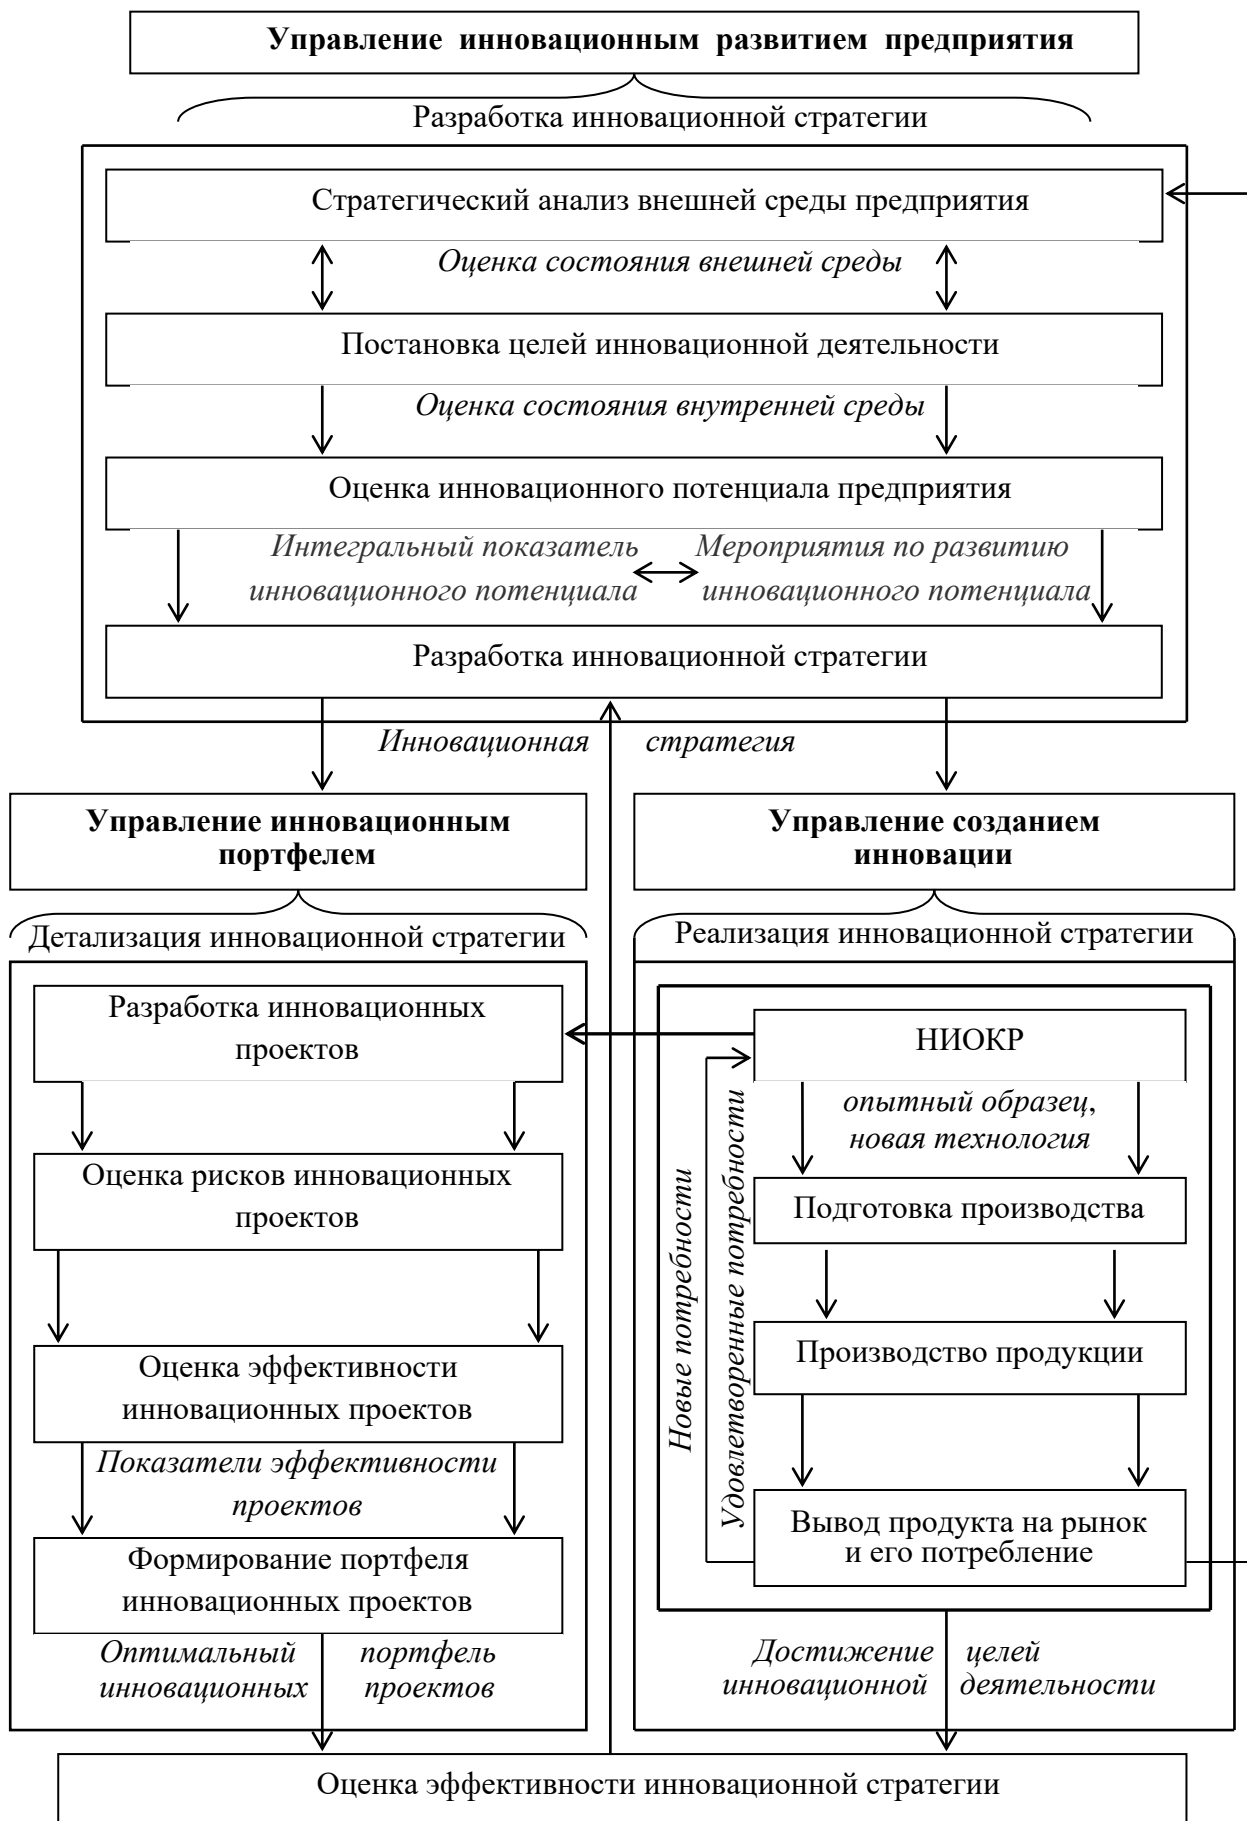 Управление инновационным развитием предприятия
Разработка инновационной стратегии
Стратегический анализ внешней среды предприятия
Оценка состояния внешней среды
Постановка целей инновационной деятельности
Оценка состояния внутренней среды
Оценка инновационного потенциала предприятия
Интегральный показатель
инновационного потенциала
Мероприятия по развитию
инновационного потенциала
Разработка инновационной стратегии
Инновационная стратегия
Управление инновационным
портфелем
Детализация инновационной стратегии
Разработка инновационных
проектов
Оценка рисков инновационных
проектов
Оценка эффективности
инновационных проектов
Показатели эффективности
проектов
Формирование портфеля
инновационных проектов
Оптимальный портфель
инновационных проектов
Управление созданием
инновации
Реализация инновационной стратегии
НИОКР
опытный образец,
новая технология
Подготовка производства
Производство продукции
Вывод продукта на рынок
и его потребление
Новые потребности
Удовлетворенные потребности
Достижение целей
инновационной деятельности
Оценка эффективности инновационной стратегии